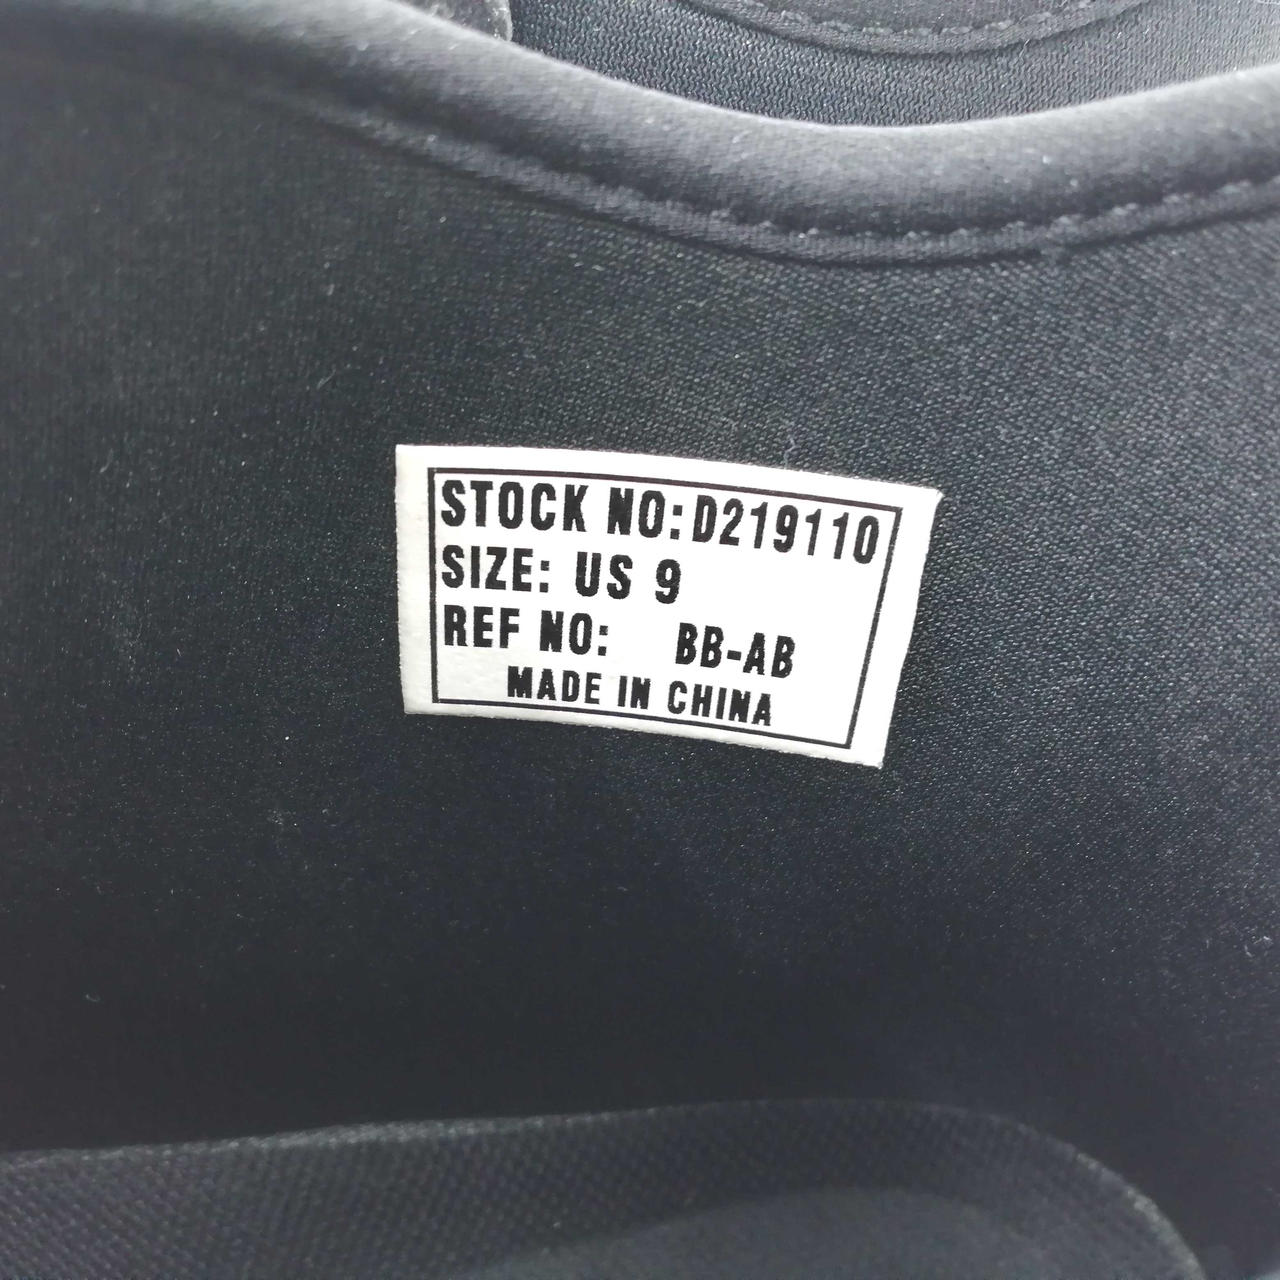 STOCK NO: D219110
SIZE: US 9
REF NO: BB-AB
MADE IN CHINA